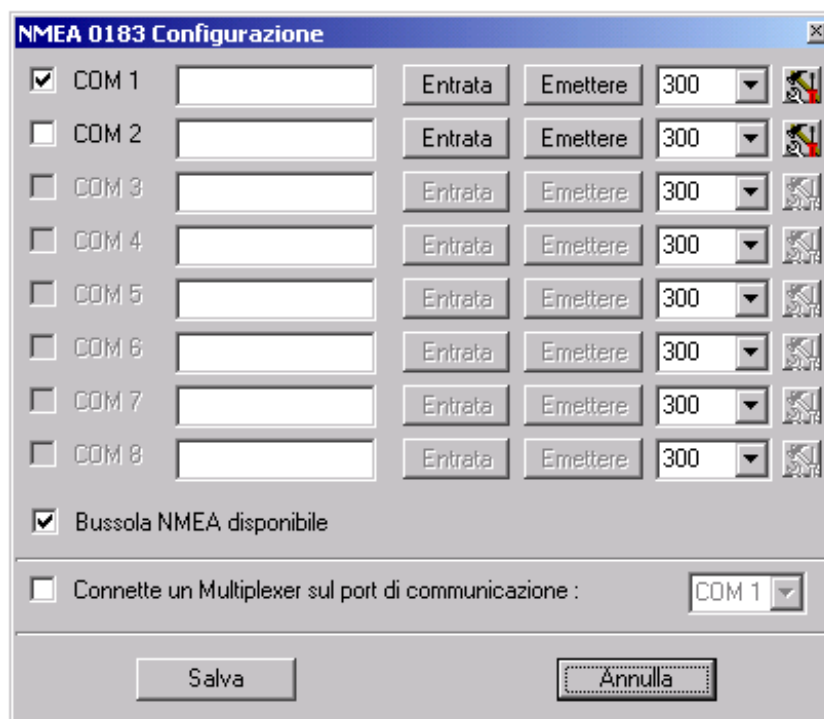 NMEA 0183 Configurazione
COM 1 Entrata Emettere 300
COM 2 Entrata Emettere 300
COM 3 Entrata Emettere 300
COM 4 Entrata Emettere 300
COM 5 Entrata Emettere 300
COM 6 Entrata Emettere 300
COM 7 Entrata Emettere 300
COM 8 Entrata Emettere 300
Bussola NMEA disponibile
Connette un Multiplexer sul port di communicazione : COM 1
Salva Annulla